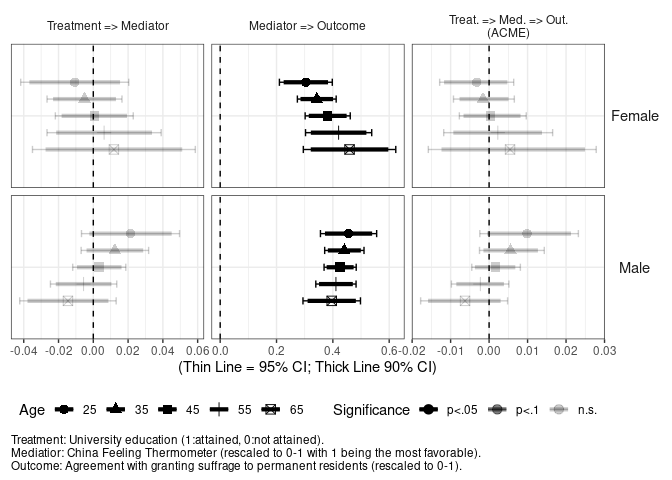 Treatment => Mediator
Mediator => Outcome
Treat. => Med. => Out.
(ACME)
Female
Male
-0.04 -0.02 0.00 0.02 0.04 0.06
0.0 0.2 0.4 0.6
-0.02 -0.01 0.00 0.01 0.02 0.03
(Thin Line = 95% CI; Thick Line 90% CI)
Age 25 35 45 55 65 Significance p<.05 p<.1 n.s.
Treatment: University education (1:attained, 0:not attained).
Mediatior: China Feeling Thermometer (rescaled to 0-1 with 1 being the most favorable).
Outcome: Agreement with granting suffrage to permanent residents (rescaled to 0-1).